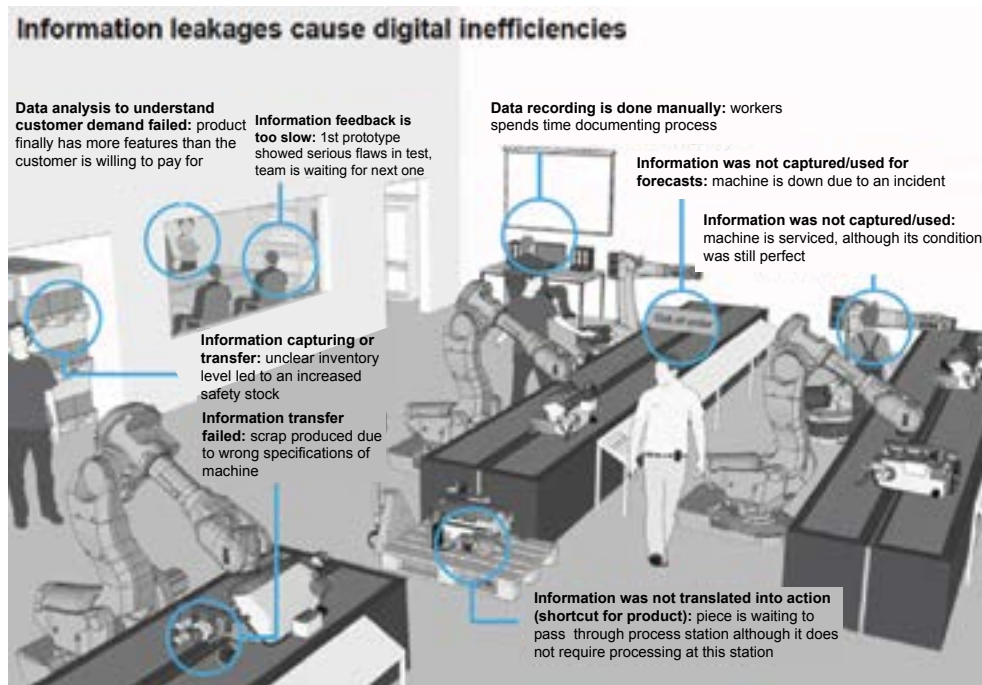 Information leakages cause digital inefficiencies
Data analysis to understand
customer demand failed: product
finally has more features than the
customer is willing to pay for
Information feedback is
too slow: 1st prototype
showed serious flaws in test,
team is waiting for next one
Data recording is done manually: workers
spends time documenting process
Information was not captured/used for
forecasts: machine is down due to an incident
Information was not captured/used:
machine is serviced, although its condition
was still perfect
Out of order
Information capturing or
transfer: unclear inventory
level led to an increased
safety stock
Information transfer
failed: scrap produced due
to wrong specifications of
machine
Information was not translated into action
(shortcut for product): piece is waiting to
pass through process station although it does
not require processing at this station